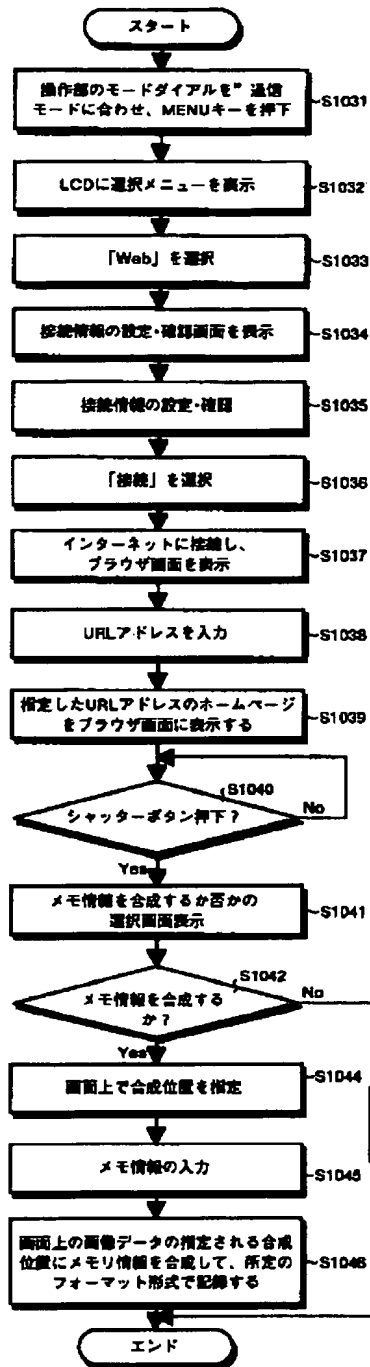 スタート
操作部のモードダイアルを”通信
モードに合わせ、MENUキーを押下
S1031
LCDに選択メニューを表示
S1032
「Web」を選択
S1033
接続情報の設定・確認画面を表示
S1034
接続情報の設定・確認
S1035
「接続」を選択
S1036
インターネットに接続し、
ブラウザ画面を表示
S1037
URLアドレスを入力
S1038
指定したURLアドレスのホームページ
をブラウザ画面に表示する
S1039
S1040
シャッターボタン押下？
No
Yes
メモ情報を合成するか否かの
選択画面表示
S1041
S1042
メモ情報を合成する
か？
No
Yes
画面上で合成位置を指定
S1044
メモ情報の入力
S1045
画面上の画像データの指定される合成
位置にメモリ情報を合成して、所定の
フォーマット形式で記録する
S1046
エンド